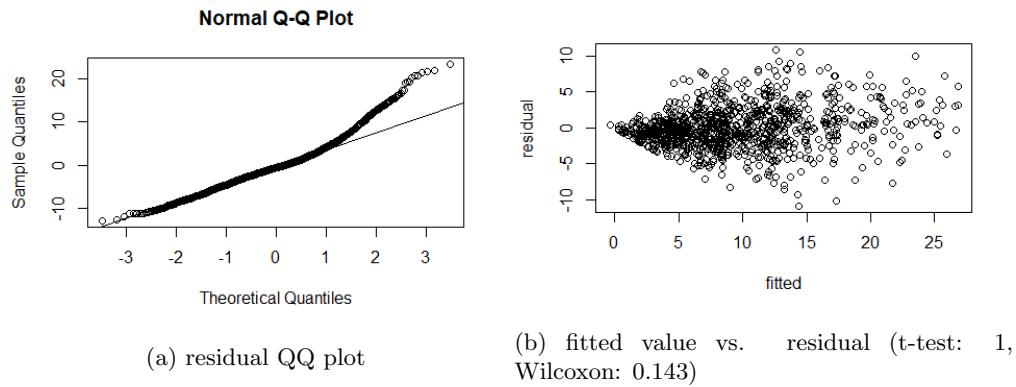 Normal Q-Q Plot
Sample Quantiles
20
10
0
-10
-3
-2
-1
0
1
2
3
Theoretical Quantiles
(a) residual QQ plot
residual
10
5
0
-5
-10
0
5
10
15
20
25
fitted
(b) fitted value vs. residual (t-test: 1,
Wilcoxon: 0.143)